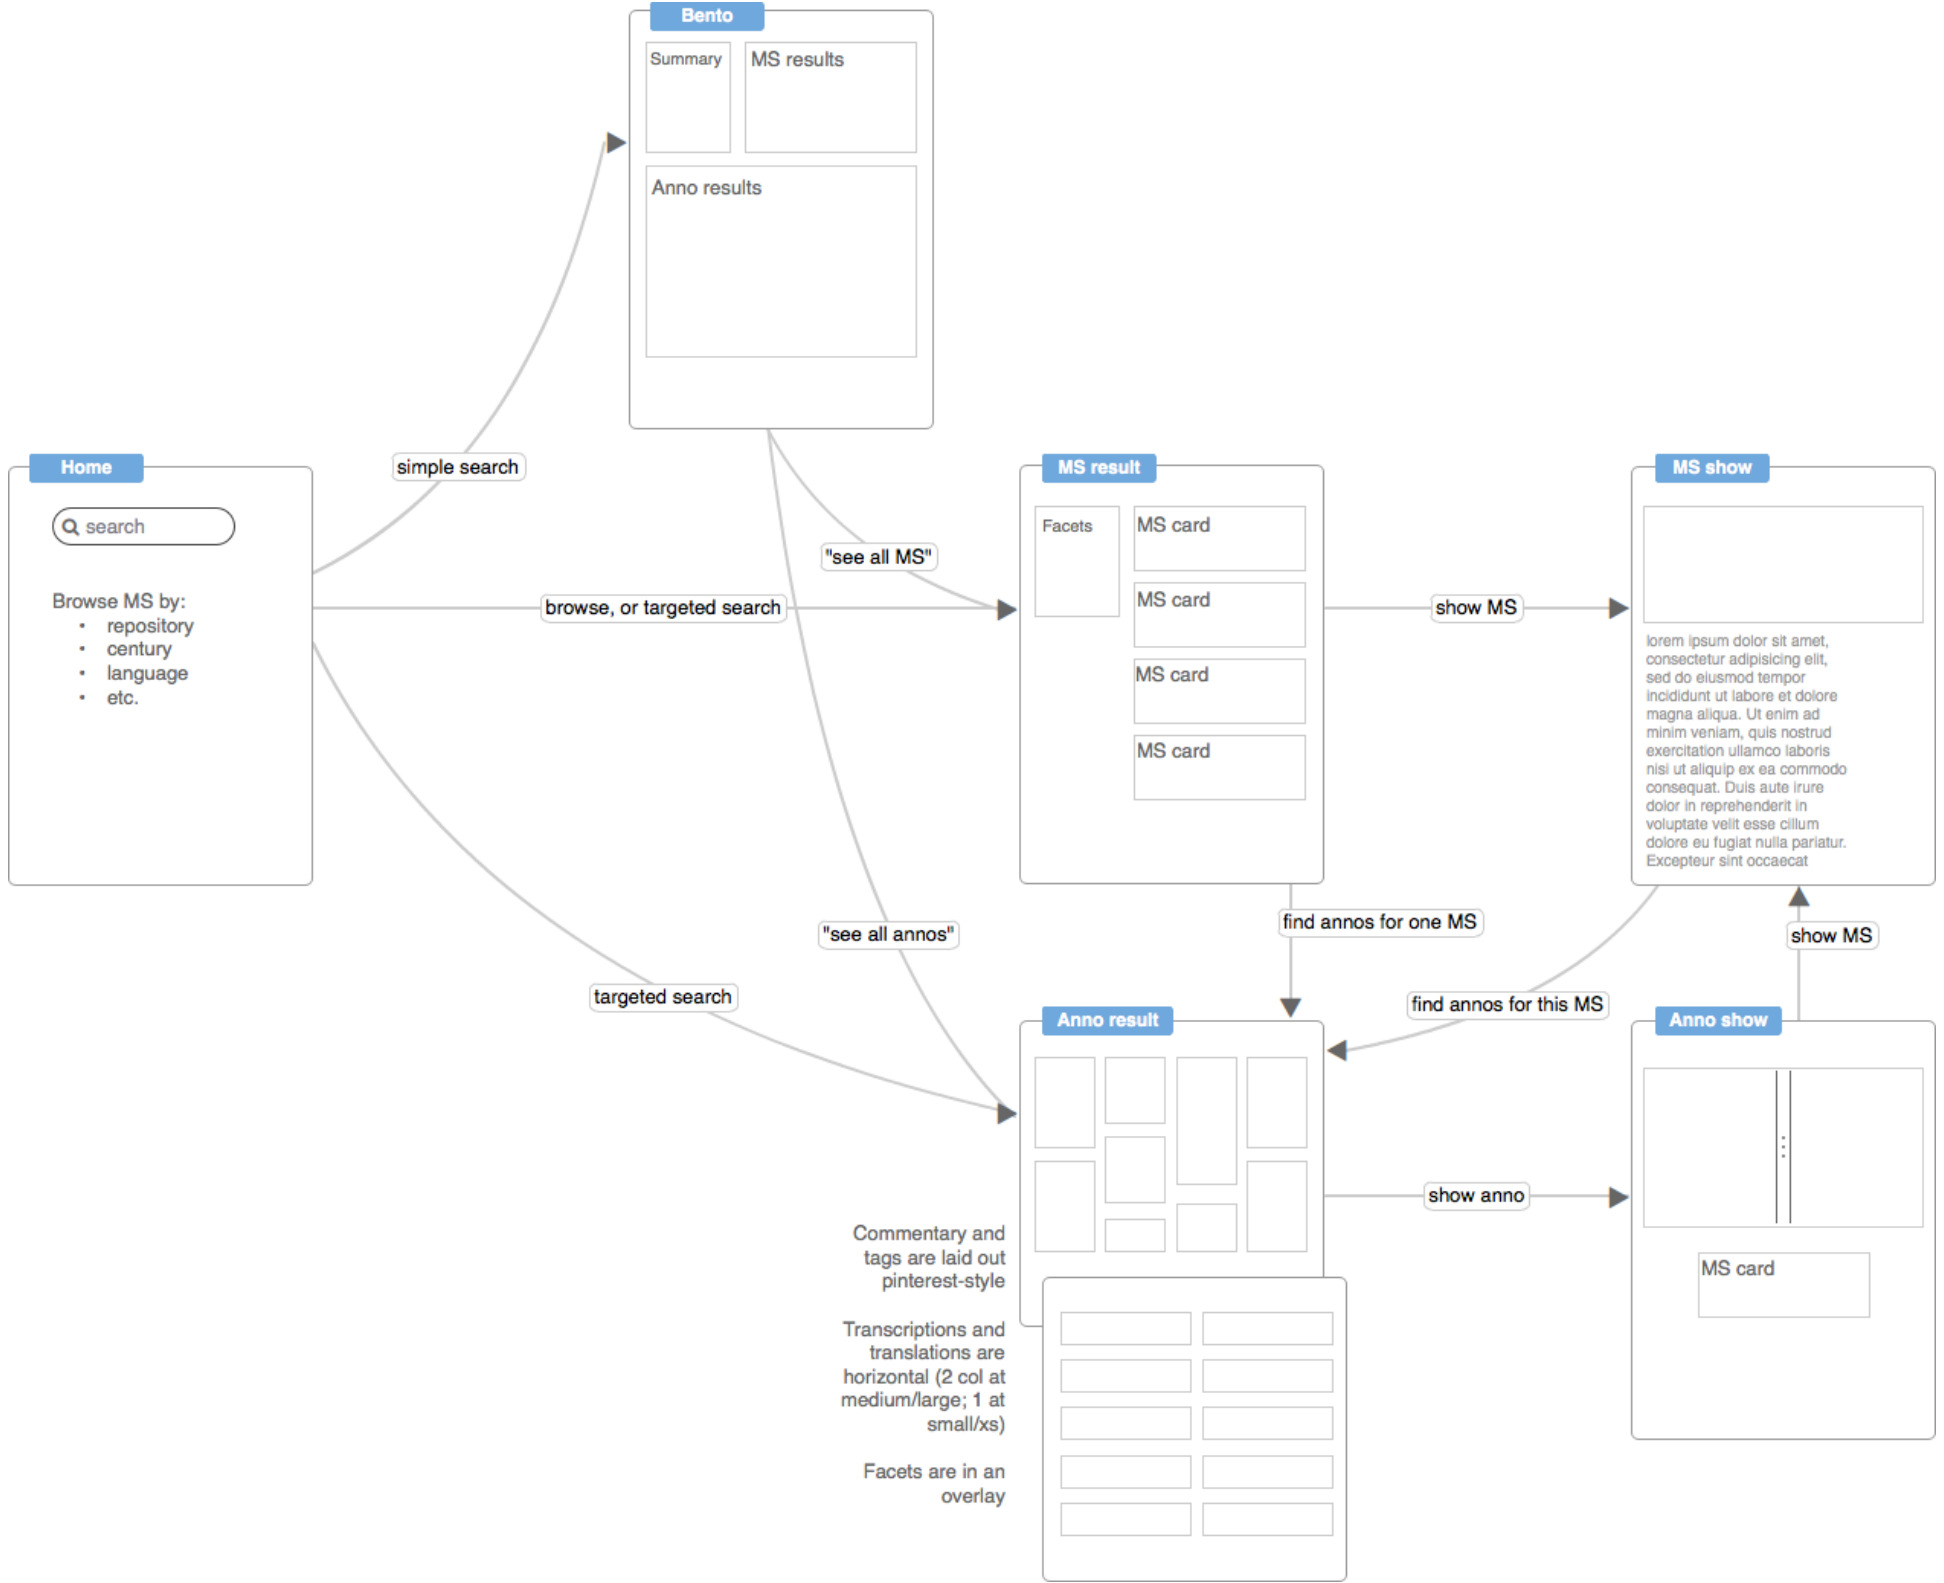 Bento
Summary
MS results
Anno results
simple search
Home
search
Browse MS by:
• repository
• century
• language
• etc.
"see all MS"
browse, or targeted search
"see all annos"
targeted search
MS result
Facets
MS card
MS card
MS card
MS card
show MS
MS show
lorem ipsum dolor sit amet,
consectetur adipisicing elit,
sed do eiusmod tempor
incididunt ut labore et dolore
magna aliqua. Ut enim ad
minim veniam, quis nostrud
exercitation ullamco laboris
nisi ut aliquip ex ea commodo
consequat. Duis aute irure
dolor in reprehenderit in
voluptate velit esse cillum
dolore eu fugiat nulla pariatur.
Excepteur sint occaecat
find annos for one MS
find annos for this MS
show MS
Anno result
show anno
Anno show
MS card
Commentary and
tags are laid out
pinterest-style
Transcriptions and
translations are
horizontal (2 col at
medium/large; 1 at
small/xs)
Facets are in an
overlay